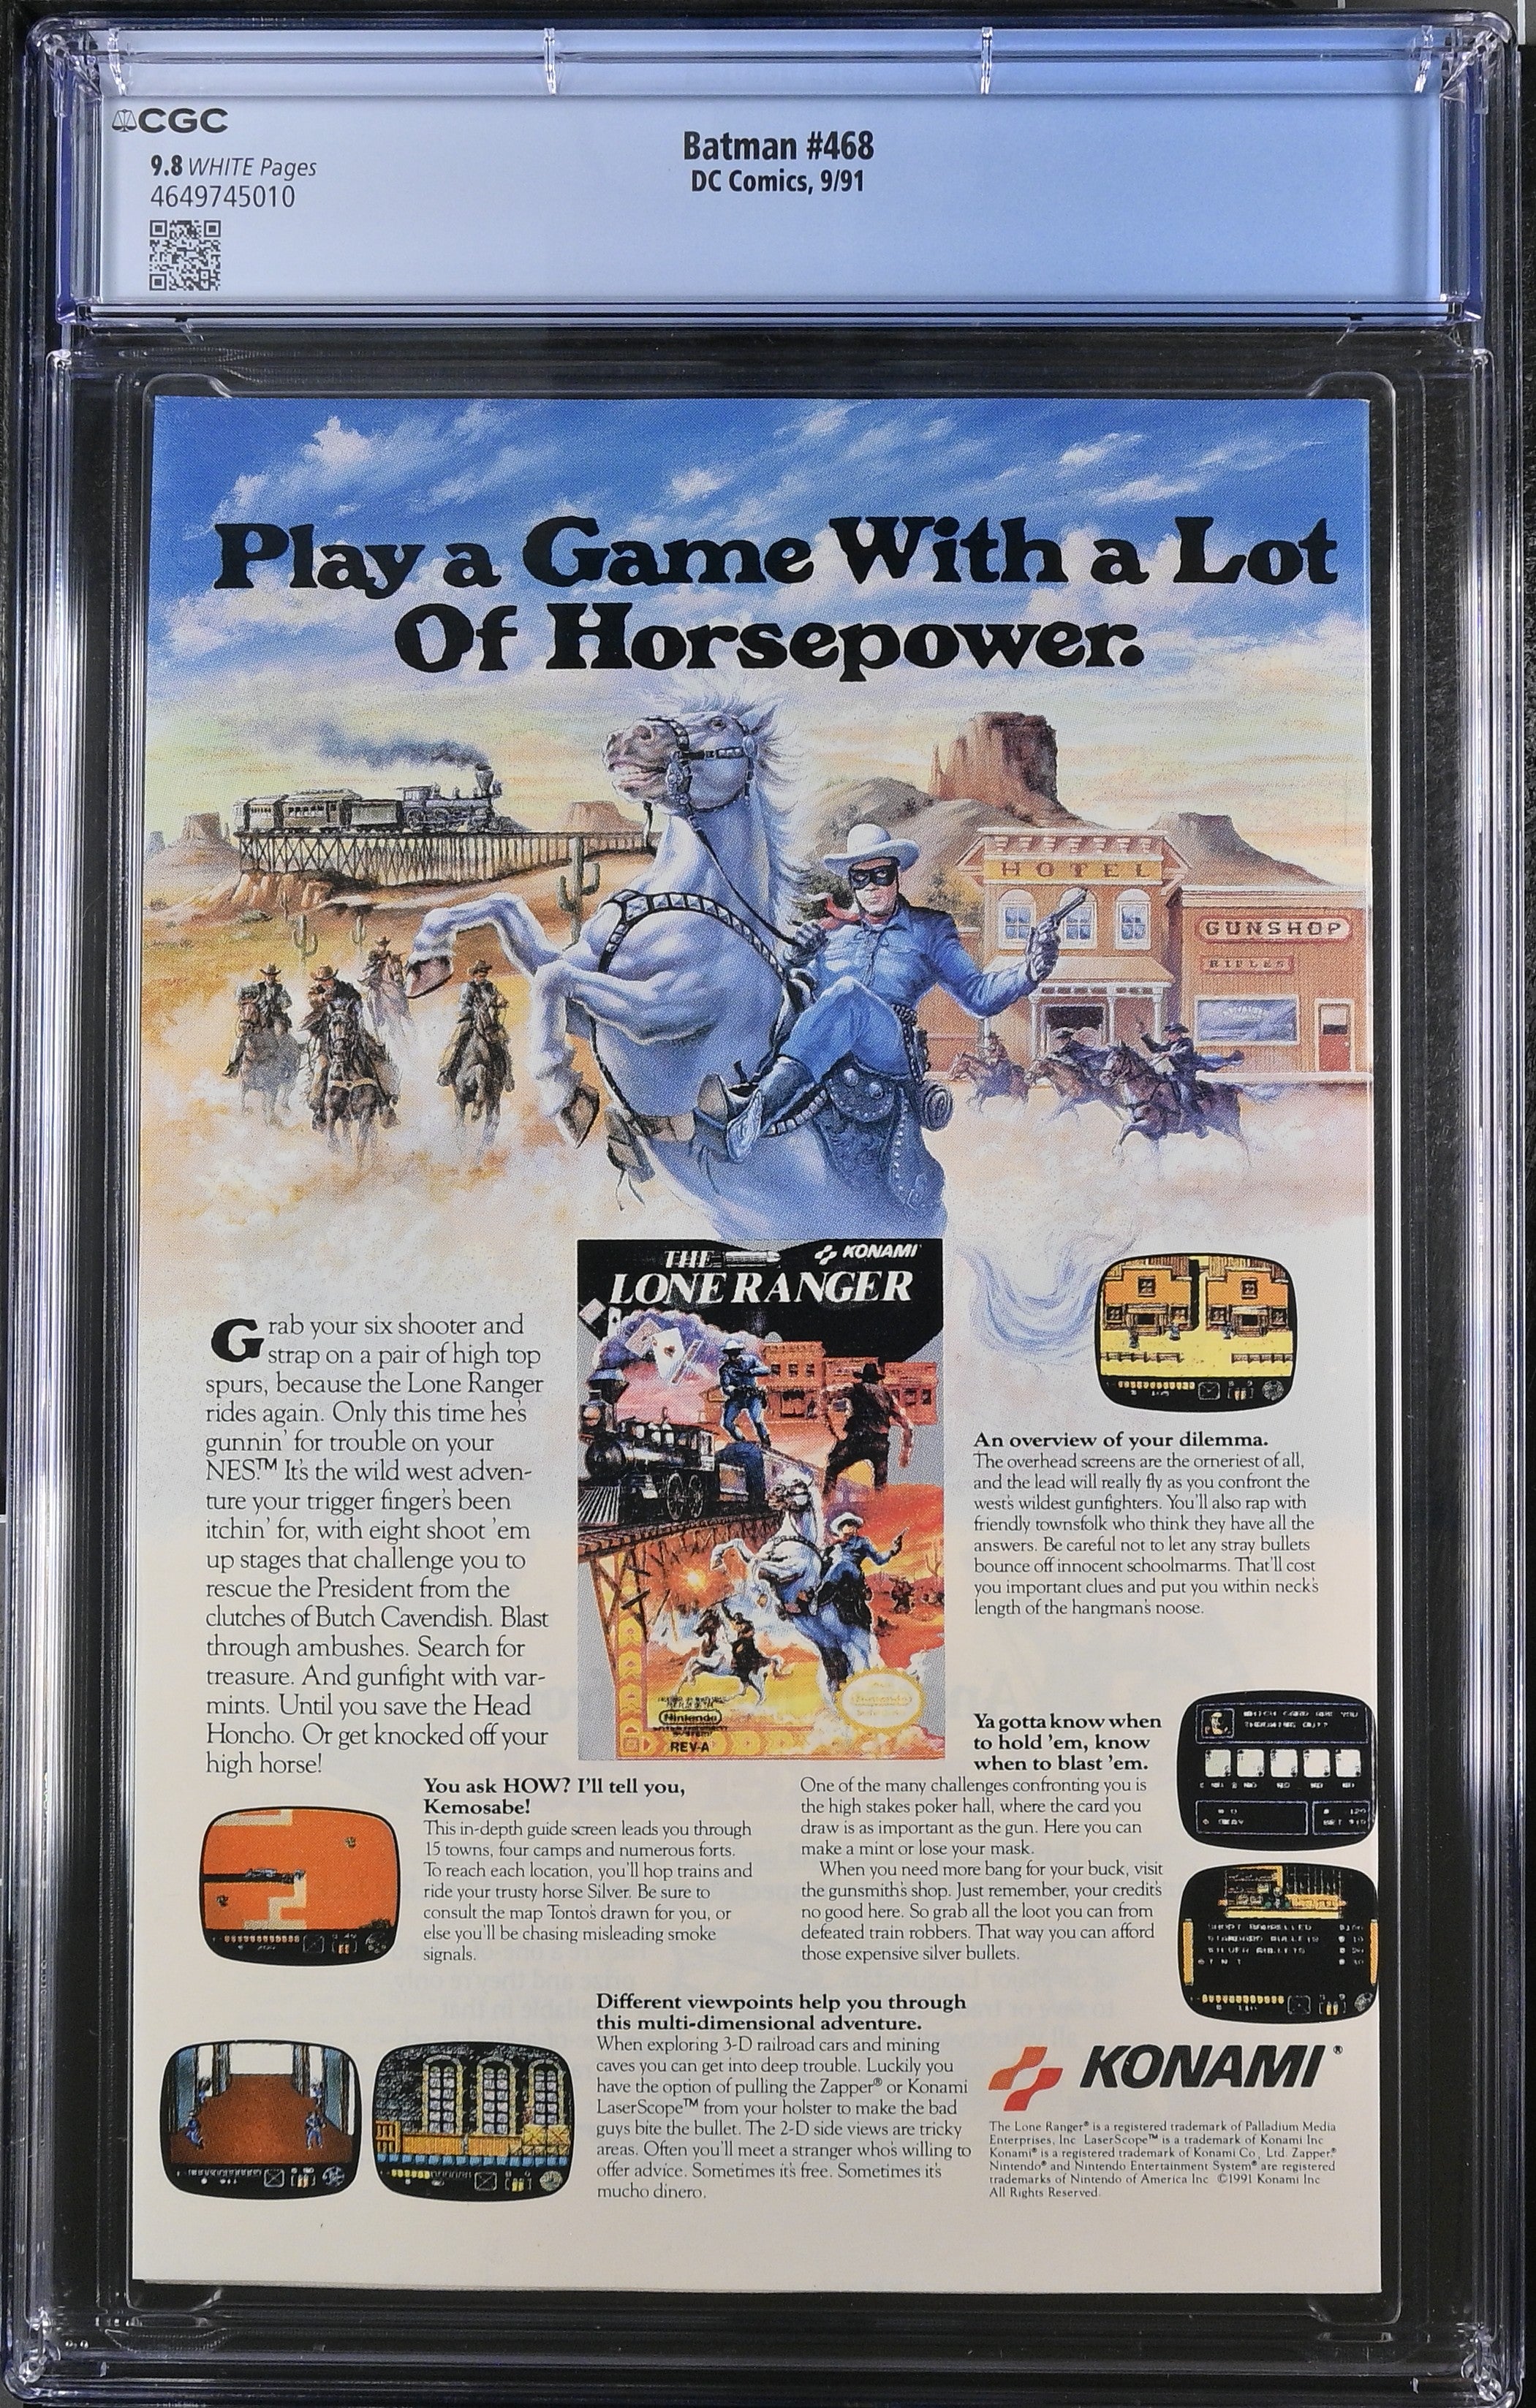 CGC
9.8 WHITE Pages
4649745010
Batman #468
DC Comics, 9/91
Play a Game With a Lot
Of Horsepower.
HOTEL
GUNSHOP
RIFLES
THE
KONAMI
LONE RANGER
Nintendo
REV-A
Grab your six shooter and
strap on a pair of high top
spurs, because the Lone Ranger
rides again. Only this time he's
gunnin' for trouble on your
NES.™ It's the wild west adven-
ture your trigger finger's been
itchin' for, with eight shoot 'em
up stages that challenge you to
rescue the President from the
clutches of Butch Cavendish. Blast
through ambushes. Search for
treasure. And gunfight with var-
mints. Until you save the Head
Honcho. Or get knocked off your
high horse!
An overview of your dilemma.
The overhead screens are the orneriest of all,
and the lead will really fly as you confront the
west's wildest gunfighters. You'll also rap with
friendly townsfolk who think they have all the
answers. Be careful not to let any stray bullets
bounce off innocent schoolmarms. That'll cost
you important clues and put you within neck's
length of the hangman's noose.
You ask HOW? I'll tell you,
Kemosabe!
This in-depth guide screen leads you through
15 towns, four camps and numerous forts.
To reach each location, you'll hop trains and
ride your trusty horse Silver. Be sure to
consult the map Tonto's drawn for you, or
else you'll be chasing misleading smoke
signals.
Ya gotta know when
to hold 'em, know
when to blast 'em.
One of the many challenges confronting you is
the high stakes poker hall, where the card you
draw is as important as the gun. Here you can
make a mint or lose your mask.
When you need more bang for your buck, visit
the gunsmith's shop. Just remember, your credit's
no good here. So grab all the loot you can from
defeated train robbers. That way you can afford
those expensive silver bullets.
WHICH CARD ARE YOU
THROWING OUT?
SHORT BARRELLED
STANDARD BULLETS
SILVER BULLETS
Different viewpoints help you through
this multi-dimensional adventure.
When exploring 3-D railroad cars and mining
caves you can get into deep trouble. Luckily you
have the option of pulling the Zapper® or Konami
LaserScope™ from your holster to make the bad
guys bite the bullet. The 2-D side views are tricky
areas. Often you'll meet a stranger who's willing to
offer advice. Sometimes it's free. Sometimes it's
mucho dinero.
KONAMI®
The Lone Ranger® is a registered trademark of Palladium Media
Enterprises, Inc LaserScope™ is a trademark of Konami Inc
Konami® is a registered trademark of Konami Co., Ltd. Zapper,®
Nintendo® and Nintendo Entertainment System® are registered
trademarks of Nintendo of America Inc ©1991 Konami Inc
All Rights Reserved.